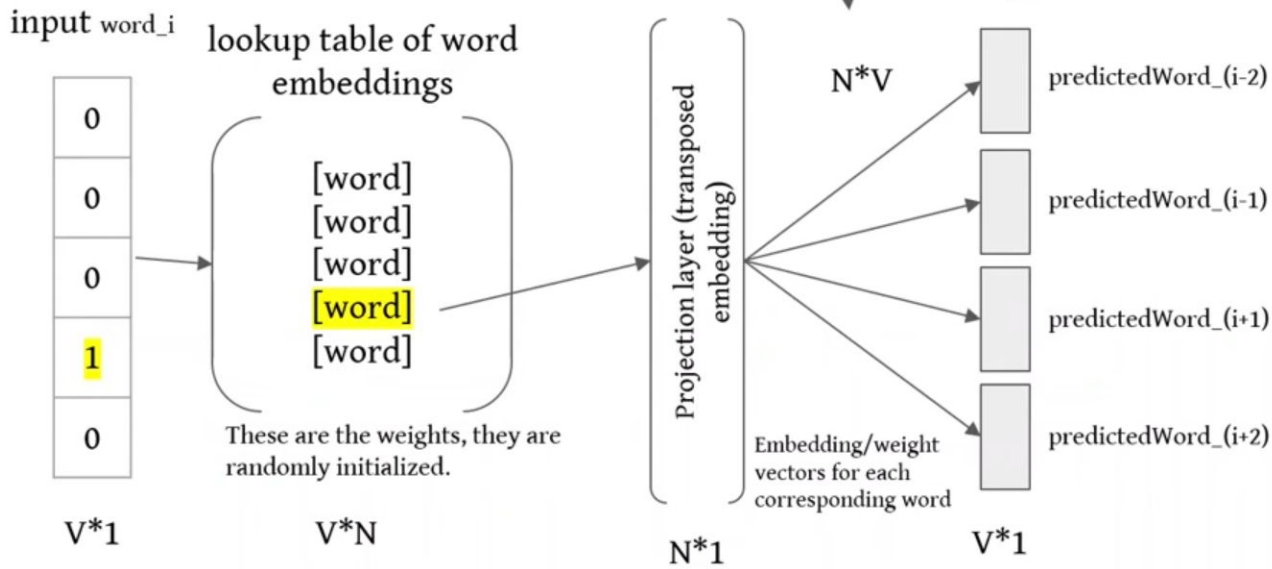 input word_i
0
0
0
1
0
V*1
lookup table of word
embeddings
[word]
[word]
[word]
[word]
[word]
These are the weights, they are
randomly initialized.
V*N
Projection layer (transposed
embedding)
N*1
N*V
Embedding/weight
vectors for each
corresponding word
predictedWord_(i-2)
predictedWord_(i-1)
predictedWord_(i+1)
predictedWord_(i+2)
V*1